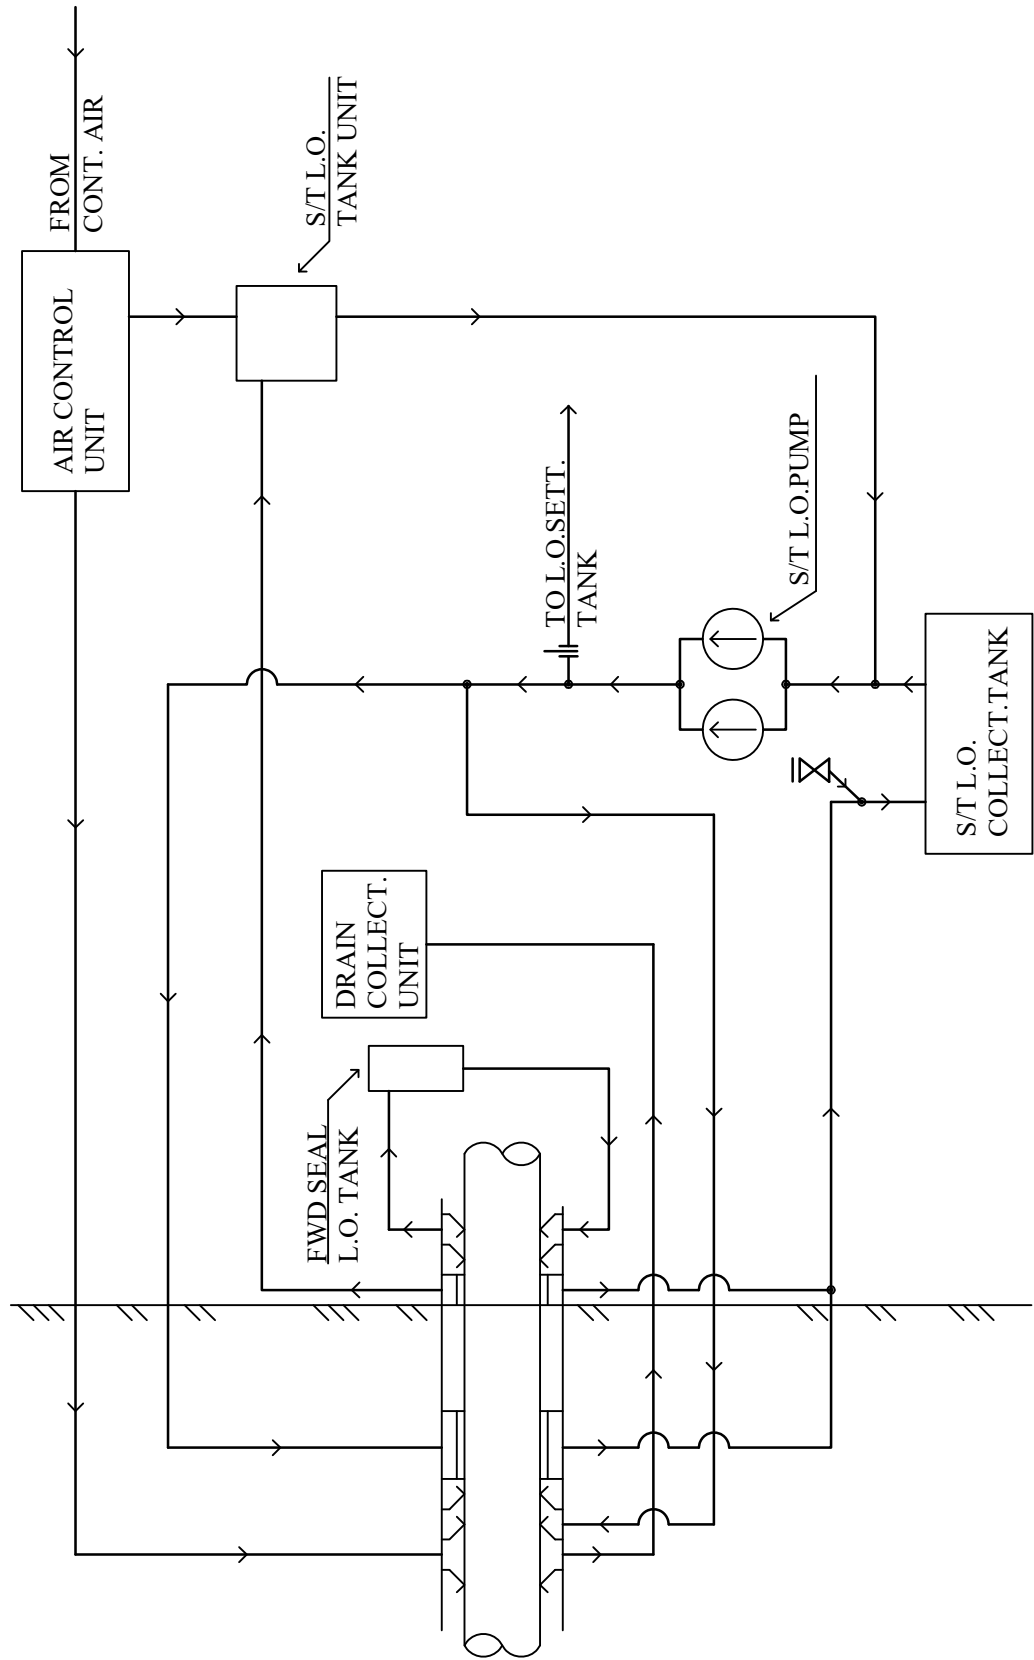 FROM
CONT. AIR
AIR CONTROL
UNIT
S/T L.O.
TANK UNIT
TO L.O.SETT.
TANK
S/T L.O.PUMP
DRAIN
COLLECT.
UNIT
FWD SEAL
L.O. TANK
S/T L.O.
COLLECT.TANK